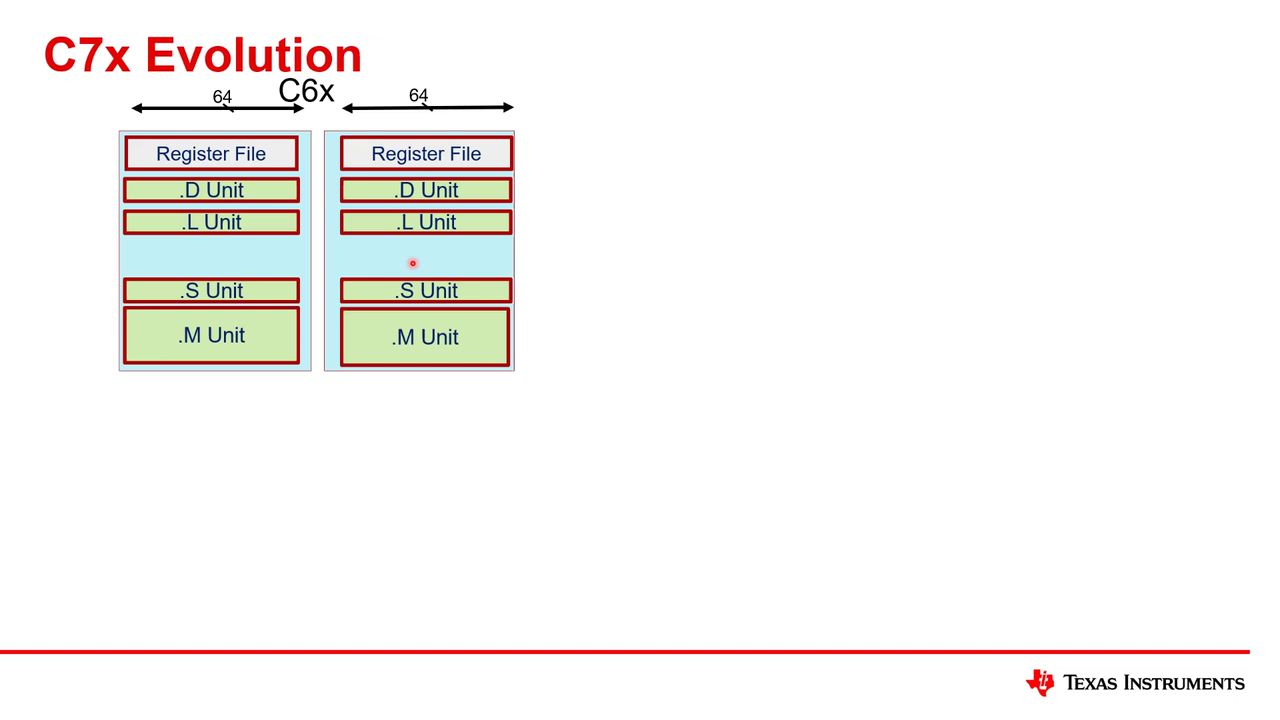 C7x Evolution
C6x
64
64
Register File
.D Unit
.L Unit
.S Unit
.M Unit
Register File
.D Unit
.L Unit
.S Unit
.M Unit
TEXAS INSTRUMENTS